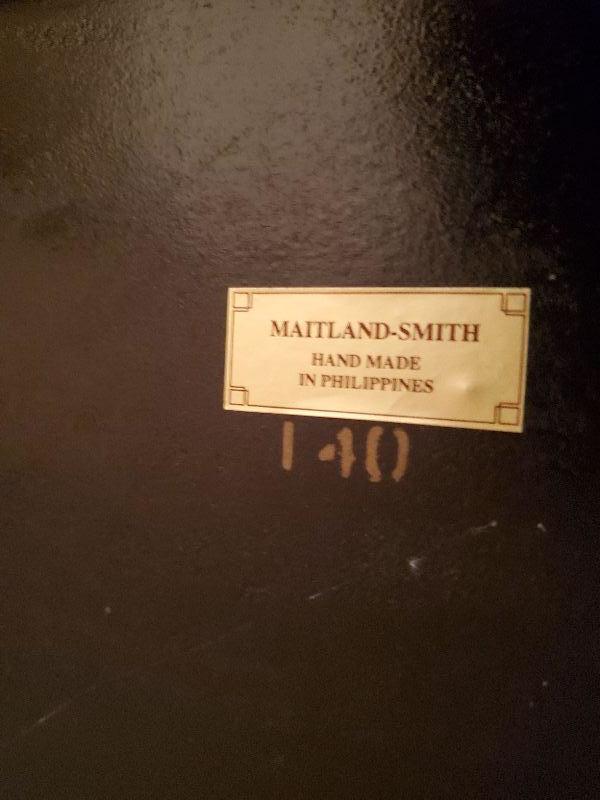 MAITLAND-SMITH
HAND MADE
IN PHILIPPINES
140